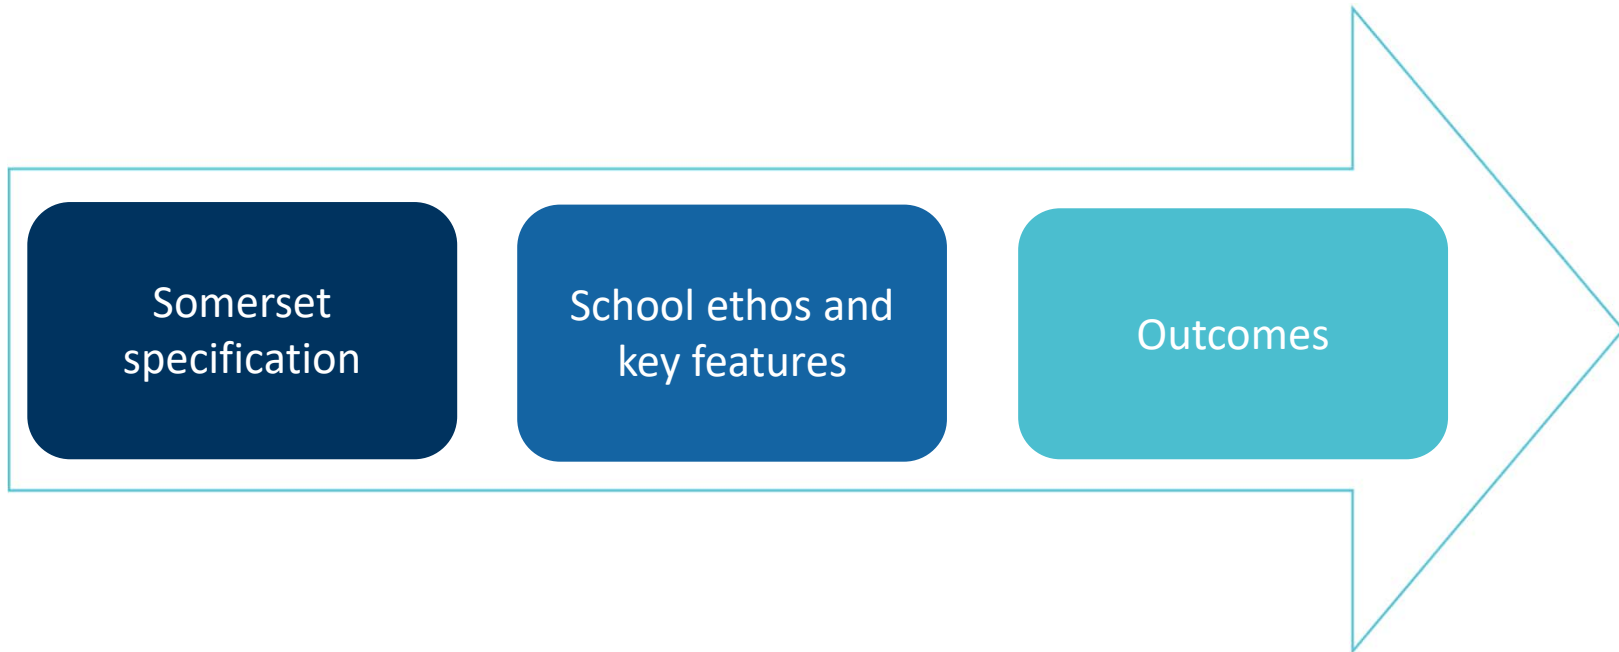 Somerset
specification
School ethos and
key features
Outcomes